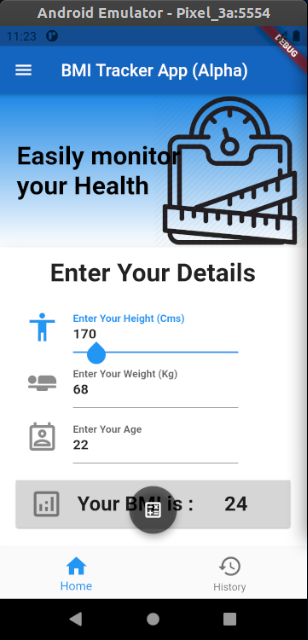 Android Emulator - Pixel_3a:5554
11:23
DEBUG
BMI Tracker App (Alpha)
Easily monitor
your Health
Enter Your Details
Enter Your Height (Cms)
170
Enter Your Weight (Kg)
68
Enter Your Age
22
Your BMI is : 24
Home
History